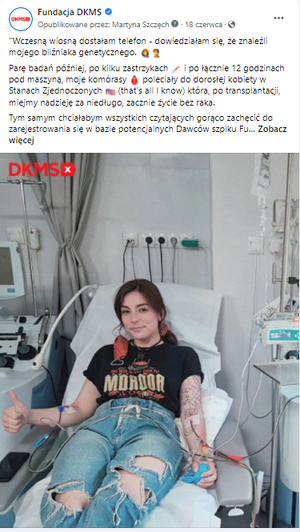 Fundacja DKMS
Opublikowane przez: Martyna Szczęch · 18 czerwca ·
"Wczesną wiosną dostałam telefon - dowiedziałam się, że znaleźli
mojego bliźniaka genetycznego. 👩‍🦰👩‍🦰
Parę badań później, po kilku zastrzykach 💉 i po łącznie 12 godzinach
pod maszyną, moje komórasy 🩸 poleciały do dorosłej kobiety w
Stanach Zjednoczonych 🇺🇸 (that's all I know) która, po transplantacji,
miejmy nadzieję za niedługo, zacznie życie bez raka.
Tym samym chciałabym wszystkich czytających gorąco zachęcić do
zarejestrowania się w bazie potencjalnych Dawców szpiku Fu... Zobacz
więcej
DKMS
MORDOR